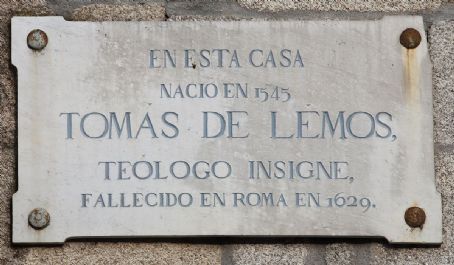 EN ESTA CASA
NACIO EN 1545
TOMAS DE LEMOS,
TEOLOGO INSIGNE,
FALLECIDO EN ROMA EN 1629.